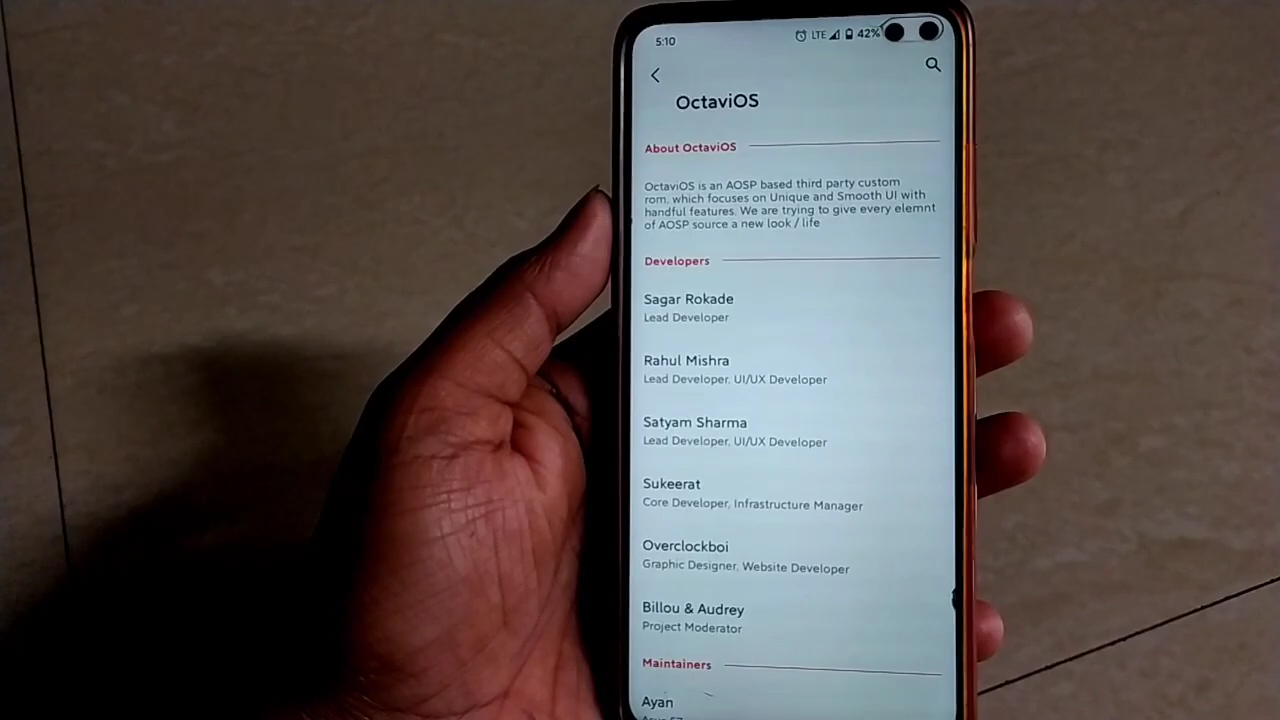 5:10 LTE 42%
OctaviOS
About OctaviOS
OctaviOS is an AOSP based third party custom
rom, which focuses on Unique and Smooth UI with
handful features. We are trying to give every elemnt
of AOSP source a new look / life
Developers
Sagar Rokade
Lead Developer
Rahul Mishra
Lead Developer, UI/UX Developer
Satyam Sharma
Lead Developer, UI/UX Developer
Sukeerat
Core Developer, Infrastructure Manager
Overclockboi
Graphic Designer, Website Developer
Billou & Audrey
Project Moderator
Maintainers
Ayan